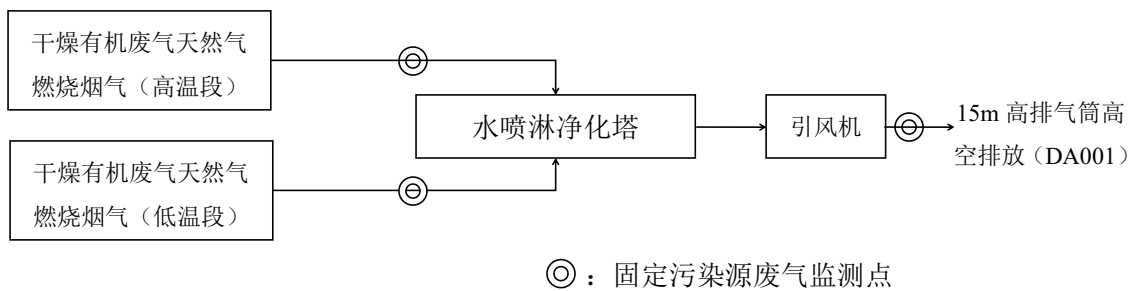 干燥有机废气天然气
燃烧烟气（高温段）
水喷淋净化塔
引风机
15m 高排气筒高
空排放（DA001）
干燥有机废气天然气
燃烧烟气（低温段）
：固定污染源废气监测点